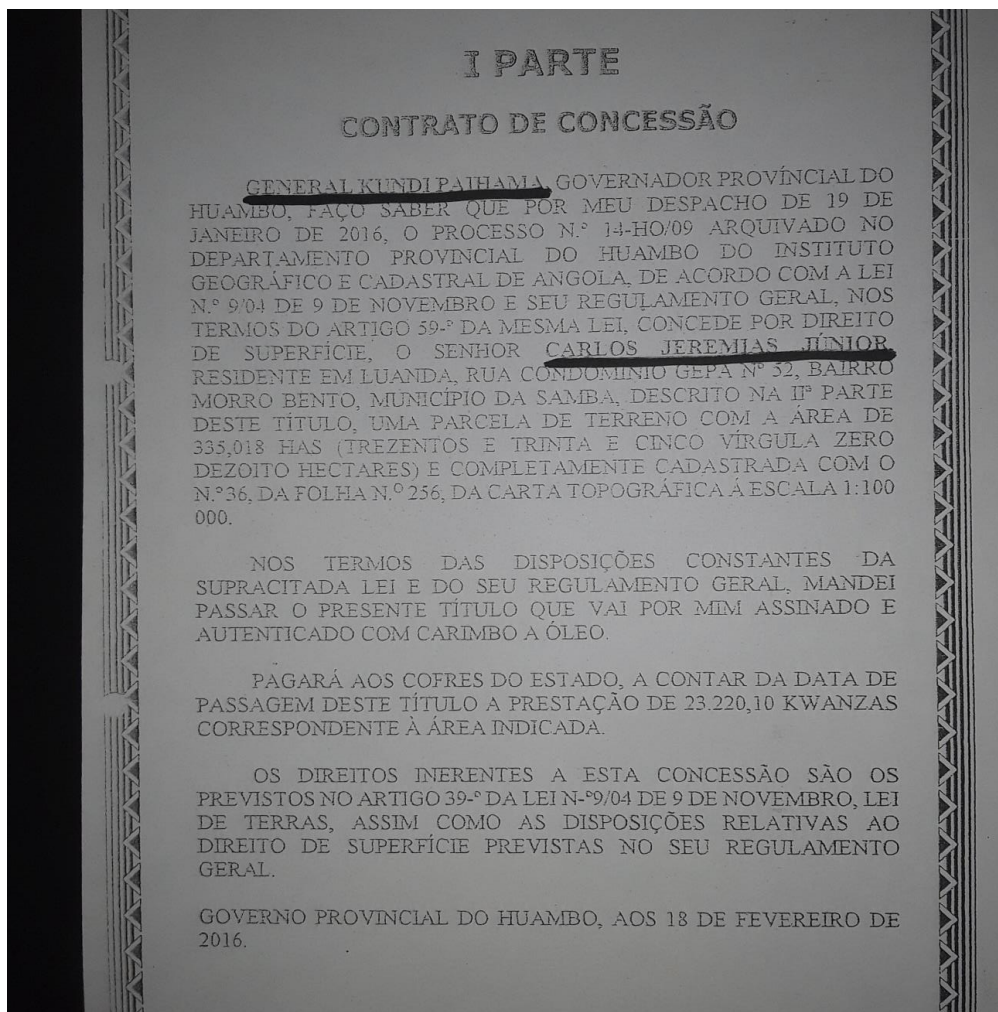 I PARTE
CONTRATO DE CONCESSÃO
GENERAL KUNDI PAIHAMA, GOVERNADOR PROVÍNCIAL DO
HUAMBO, FAÇO SABER QUE POR MEU DESPACHO DE 19 DE
JANEIRO DE 2016, O PROCESSO N.º 14-HO/09 ARQUIVADO NO
DEPARTAMENTO PROVINCIAL DO HUAMBO DO INSTITUTO
GEOGRÁFICO E CADASTRAL DE ANGOLA, DE ACORDO COM A LEI
N.º 9/04 DE 9 DE NOVEMBRO E SEU REGULAMENTO GERAL, NOS
TERMOS DO ARTIGO 59-º DA MESMA LEI, CONCEDE POR DIREITO
DE SUPERFÍCIE, O SENHOR CARLOS JEREMIAS JÚNIOR,
RESIDENTE EM LUANDA, RUA CONDOMINIO GEPA Nº 52, BAIRRO
MORRO BENTO, MUNICÍPIO DA SAMBA, DESCRITO NA IIª PARTE
DESTE TÍTULO, UMA PARCELA DE TERRENO COM A ÁREA DE
335,018 HAS (TREZENTOS E TRINTA E CINCO VÍRGULA ZERO
DEZOITO HECTARES) E COMPLETAMENTE CADASTRADA COM O
N.º36, DA FOLHA N.º 256, DA CARTA TOPOGRÁFICA Á ESCALA 1:100
000.
NOS TERMOS DAS DISPOSIÇÕES CONSTANTES DA
SUPRACITADA LEI E DO SEU REGULAMENTO GERAL, MANDEI
PASSAR O PRESENTE TÍTULO QUE VAI POR MIM ASSINADO E
AUTENTICADO COM CARIMBO A ÓLEO.
PAGARÁ AOS COFRES DO ESTADO, A CONTAR DA DATA DE
PASSAGEM DESTE TÍTULO A PRESTAÇÃO DE 23.220,10 KWANZAS
CORRESPONDENTE À ÁREA INDICADA.
OS DIREITOS INERENTES A ESTA CONCESSÃO SÃO OS
PREVISTOS NO ARTIGO 39-º DA LEI N-º9/04 DE 9 DE NOVEMBRO, LEI
DE TERRAS, ASSIM COMO AS DISPOSIÇÕES RELATIVAS AO
DIREITO DE SUPERFÍCIE PREVISTAS NO SEU REGULAMENTO
GERAL.
GOVERNO PROVINCIAL DO HUAMBO, AOS 18 DE FEVEREIRO DE
2016.